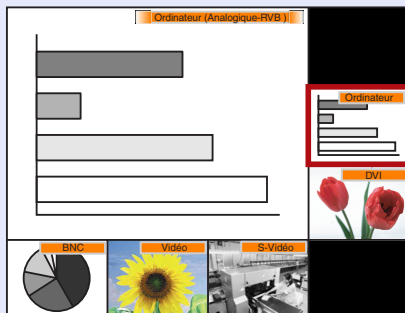 Ordinateur (Analogique-RVB )
Ordinateur
DVI
BNC
Vidéo
S-Vidéo